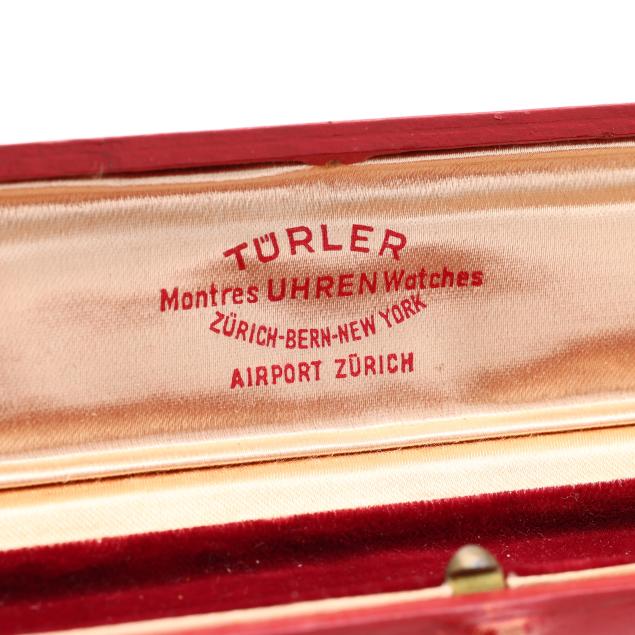 TÜRLER
Montres UHREN Watches
ZÜRICH-BERN-NEW YORK
AIRPORT ZÜRICH